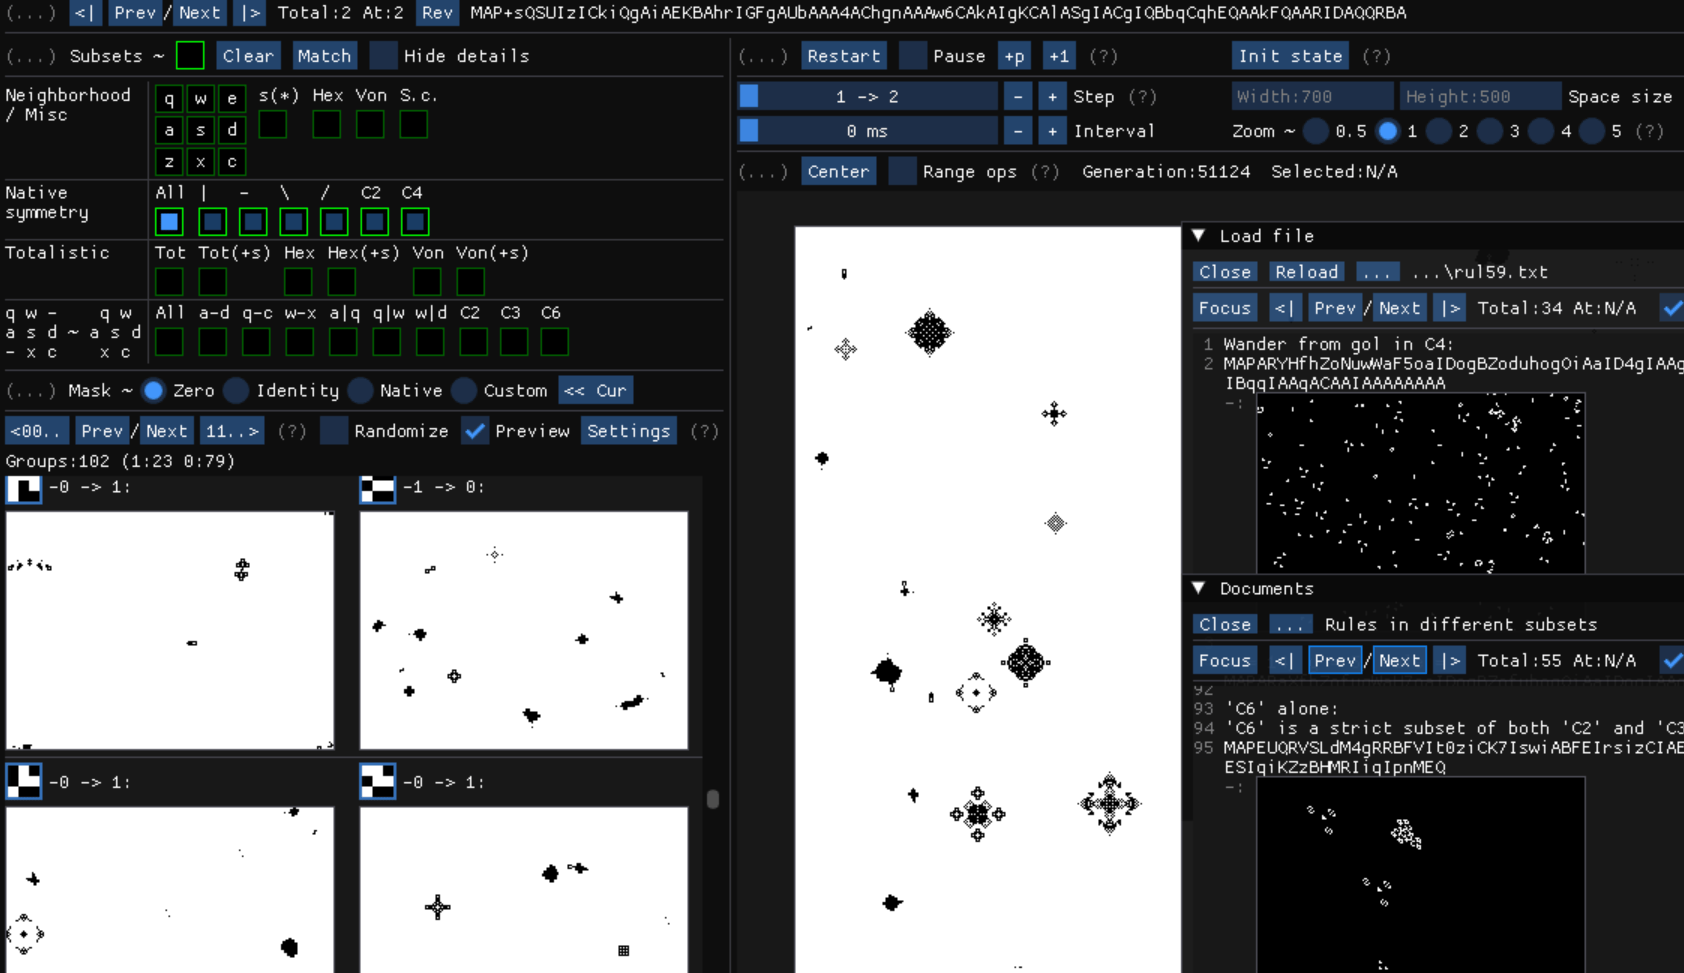 <| Prev/Next |> Total:2 At:2 Rev MAP+sQSUIzICkiQgAiAEKBAhrIGFgAUbAAA4AChgnAAAw6CAkAIgKCAlASgIACgIQBbqCqhEQAAkFQAARIDAQQRBA
(...) Subsets ~ Clear Match Hide details
Neighborhood / Misc
q w e s(*) Hex Von S.c.
a s d
z x c
Native symmetry
All | - \ / C2 C4
Totalistic Tot Tot(+s) Hex Hex(+s) Von Von(+s)
q w - q w All a-d q-c w-x a|q q|w w|d C2 C3 C6
a s d ~ a s d
- x c x c
(...) Mask ~ Zero Identity Native Custom << Cur
<00.. Prev/Next 11..> (?) Randomize Preview Settings (?)
Groups:102 (1:23 0:79)
-0 -> 1: -1 -> 0:
-0 -> 1: -0 -> 1:
(...) Restart Pause +p +1 (?) Init state (?)
1 -> 2 - + Step (?) Width:700 Height:500 Space size
0 ms - + Interval Zoom ~ 0.5 1 2 3 4 5 (?)
(...) Center Range ops (?) Generation:51124 Selected:N/A
Load file
Close Reload ... ...\rul59.txt
Focus <| Prev/Next |> Total:34 At:N/A
1 Wander from gol in C4:
2 MAPARYHfhZoNuwWaF5oaIDogBZoduhogOiAaID4gIAAg
IBqqIAAqACAAIAAAAAAAA
-:
Documents
Close ... Rules in different subsets
Focus <| Prev/Next |> Total:55 At:N/A
92
93 'C6' alone:
94 'C6' is a strict subset of both 'C2' and 'C3
95 MAPEUQRVSLdM4gRRBFVIt0ziCK7IswiABFEIrsizCIAE
ESIqiKZzBHMRIiqIpnMEQ
-: